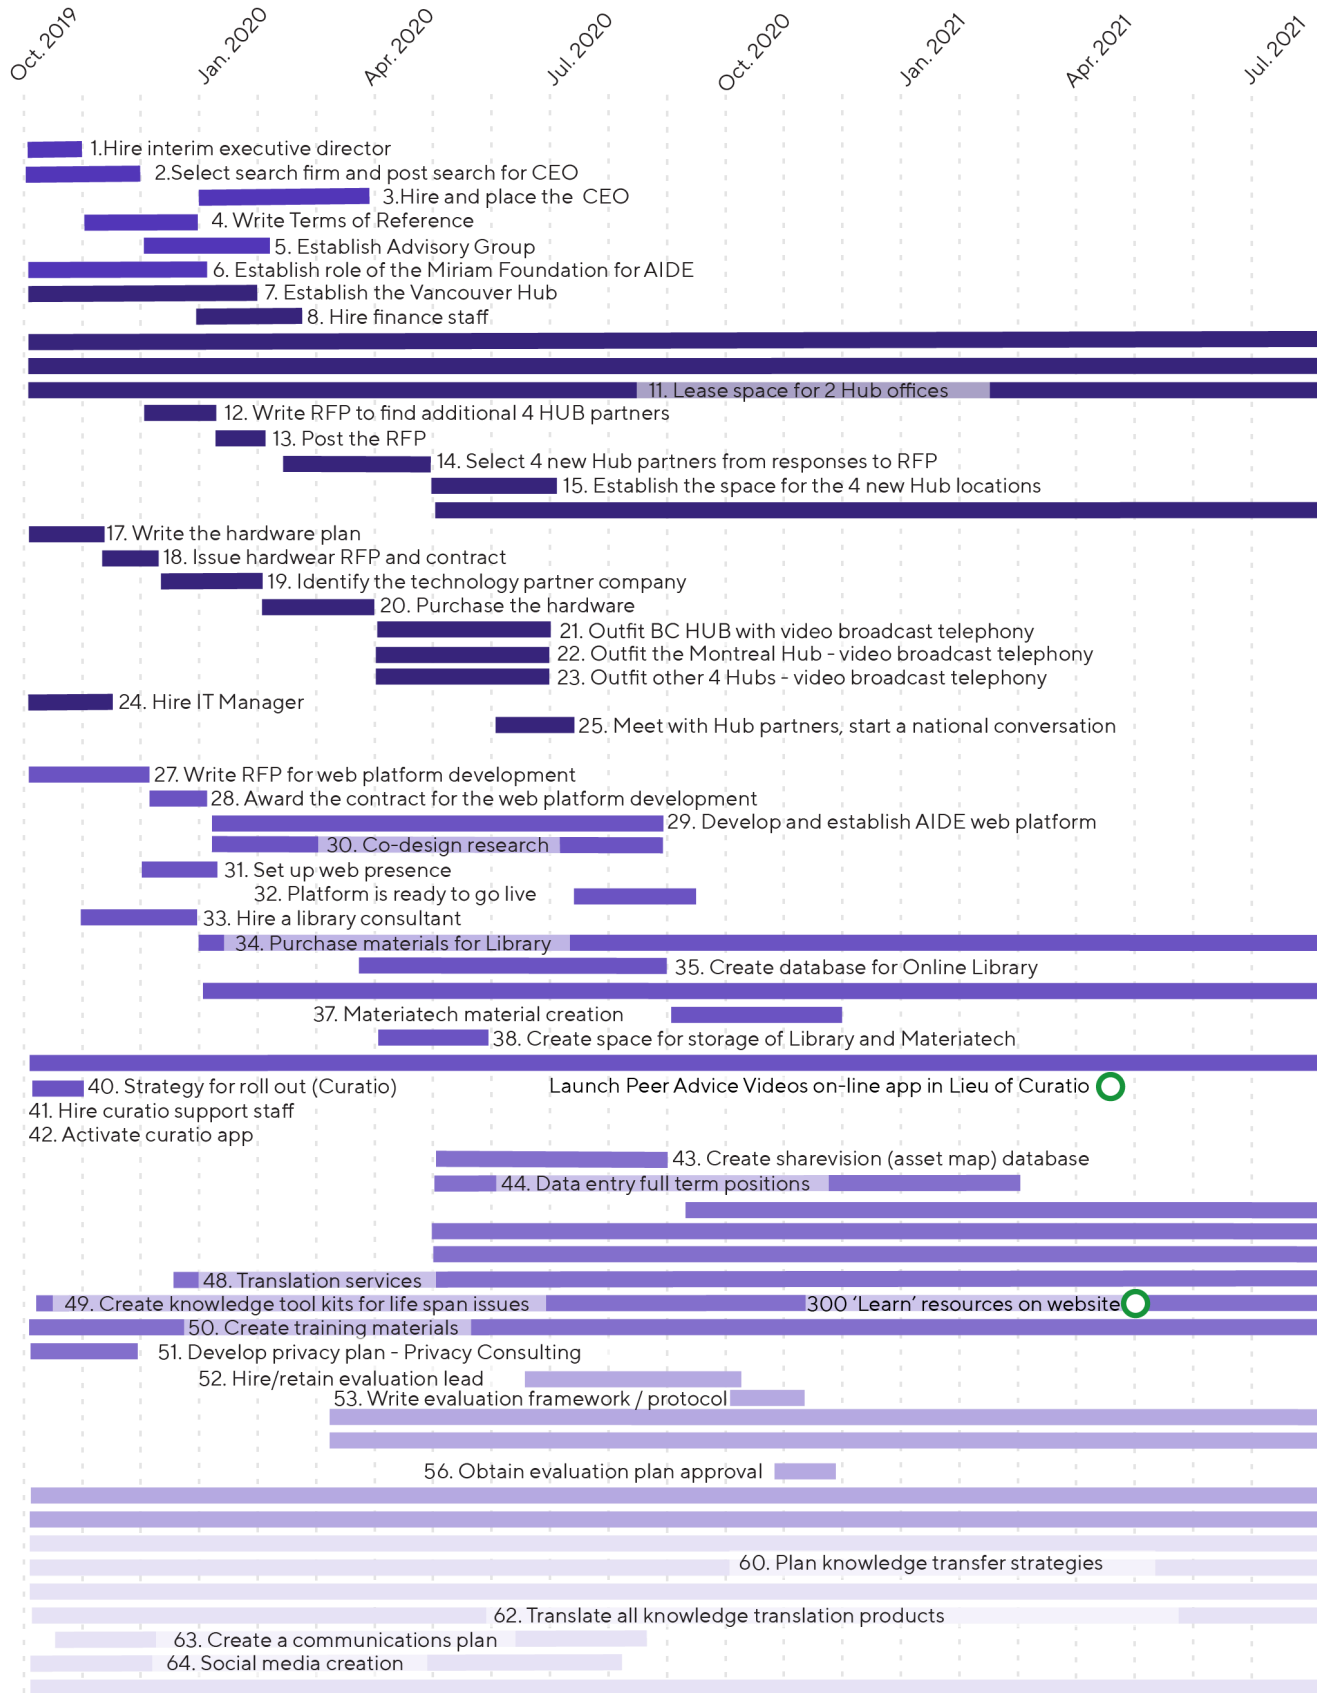 Oct. 2019
Jan. 2020
Apr. 2020
Jul. 2020
Oct. 2020
Jan. 2021
Apr. 2021
Jul. 2021
1.Hire interim executive director
2.Select search firm and post search for CEO
3.Hire and place the CEO
4. Write Terms of Reference
5. Establish Advisory Group
6. Establish role of the Miriam Foundation for AIDE
7. Establish the Vancouver Hub
8. Hire finance staff
11. Lease space for 2 Hub offices
12. Write RFP to find additional 4 HUB partners
13. Post the RFP
14. Select 4 new Hub partners from responses to RFP
15. Establish the space for the 4 new Hub locations
17. Write the hardware plan
18. Issue hardwear RFP and contract
19. Identify the technology partner company
20. Purchase the hardware
21. Outfit BC HUB with video broadcast telephony
22. Outfit the Montreal Hub - video broadcast telephony
23. Outfit other 4 Hubs - video broadcast telephony
24. Hire IT Manager
25. Meet with Hub partners, start a national conversation
27. Write RFP for web platform development
28. Award the contract for the web platform development
29. Develop and establish AIDE web platform
30. Co-design research
31. Set up web presence
32. Platform is ready to go live
33. Hire a library consultant
34. Purchase materials for Library
35. Create database for Online Library
37. Materiatech material creation
38. Create space for storage of Library and Materiatech
40. Strategy for roll out (Curatio)
Launch Peer Advice Videos on-line app in Lieu of Curatio
41. Hire curatio support staff
42. Activate curatio app
43. Create sharevision (asset map) database
44. Data entry full term positions
48. Translation services
49. Create knowledge tool kits for life span issues
300 ‘Learn’ resources on website
50. Create training materials
51. Develop privacy plan - Privacy Consulting
52. Hire/retain evaluation lead
53. Write evaluation framework / protocol
56. Obtain evaluation plan approval
60. Plan knowledge transfer strategies
62. Translate all knowledge translation products
63. Create a communications plan
64. Social media creation